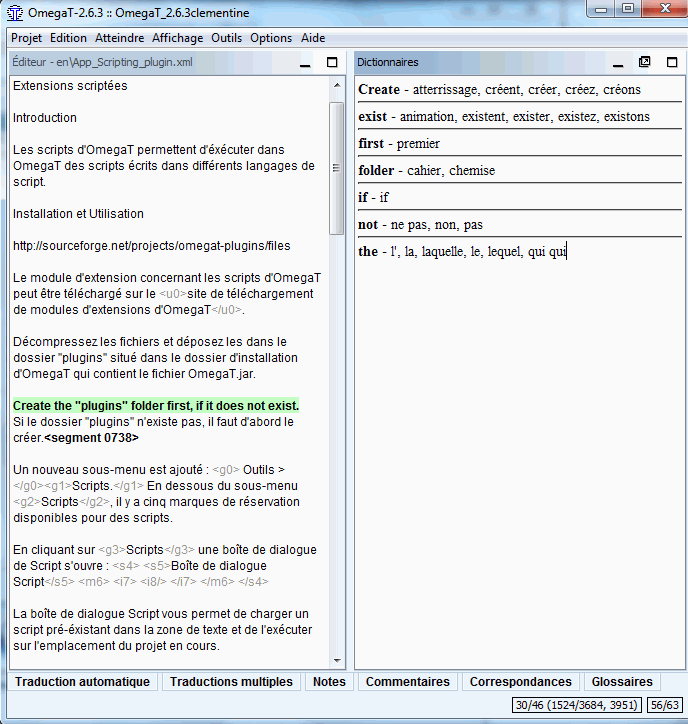 OmegaT-2.6.3 :: OmegaT_2.6.3clementine
Projet Edition Atteindre Affichage Outils Options Aide
Éditeur - en\App_Scripting_plugin.xml
Extensions scriptées
Introduction
Les scripts d'OmegaT permettent d'éxécuter dans
OmegaT des scripts écrits dans différents langages de
script.
Installation et Utilisation
http://sourceforge.net/projects/omegat-plugins/files
Le module d'extension concernant les scripts d'OmegaT
peut être téléchargé sur le <u0>site de téléchargement
de modules d'extensions d'OmegaT</u0>.
Décompressez les fichiers et déposez les dans le
dossier "plugins" situé dans le dossier d'installation
d'OmegaT qui contient le fichier OmegaT.jar.
Create the "plugins" folder first, if it does not exist.
Si le dossier "plugins" n'existe pas, il faut d'abord le
créer.<segment 0738>
Un nouveau sous-menu est ajouté : <g0> Outils >
</g0><g1>Scripts.</g1> En dessous du sous-menu
<g2>Scripts</g2>, il y a cinq marques de réservation
disponibles pour des scripts.
En cliquant sur <g3>Scripts</g3> une boîte de dialogue
de Script s'ouvre : <s4> <s5>Boîte de dialogue
Script</s5> <m6> <i7> <i8/> </i7> </m6> </s4>
La boîte de dialogue Script vous permet de charger un
script pré-éxistant dans la zone de texte et de l'exécuter
sur l'emplacement du projet en cours.
Dictionnaires
Create - atterrissage, créent, créer, créez, créons
exist - animation, existent, exister, existez, existons
first - premier
folder - cahier, chemise
if - if
not - ne pas, non, pas
the - l', la, laquelle, le, lequel, qui qui
Traduction automatique Traductions multiples Notes Commentaires Correspondances Glossaires
30/46 (1524/3684, 3951) 56/63